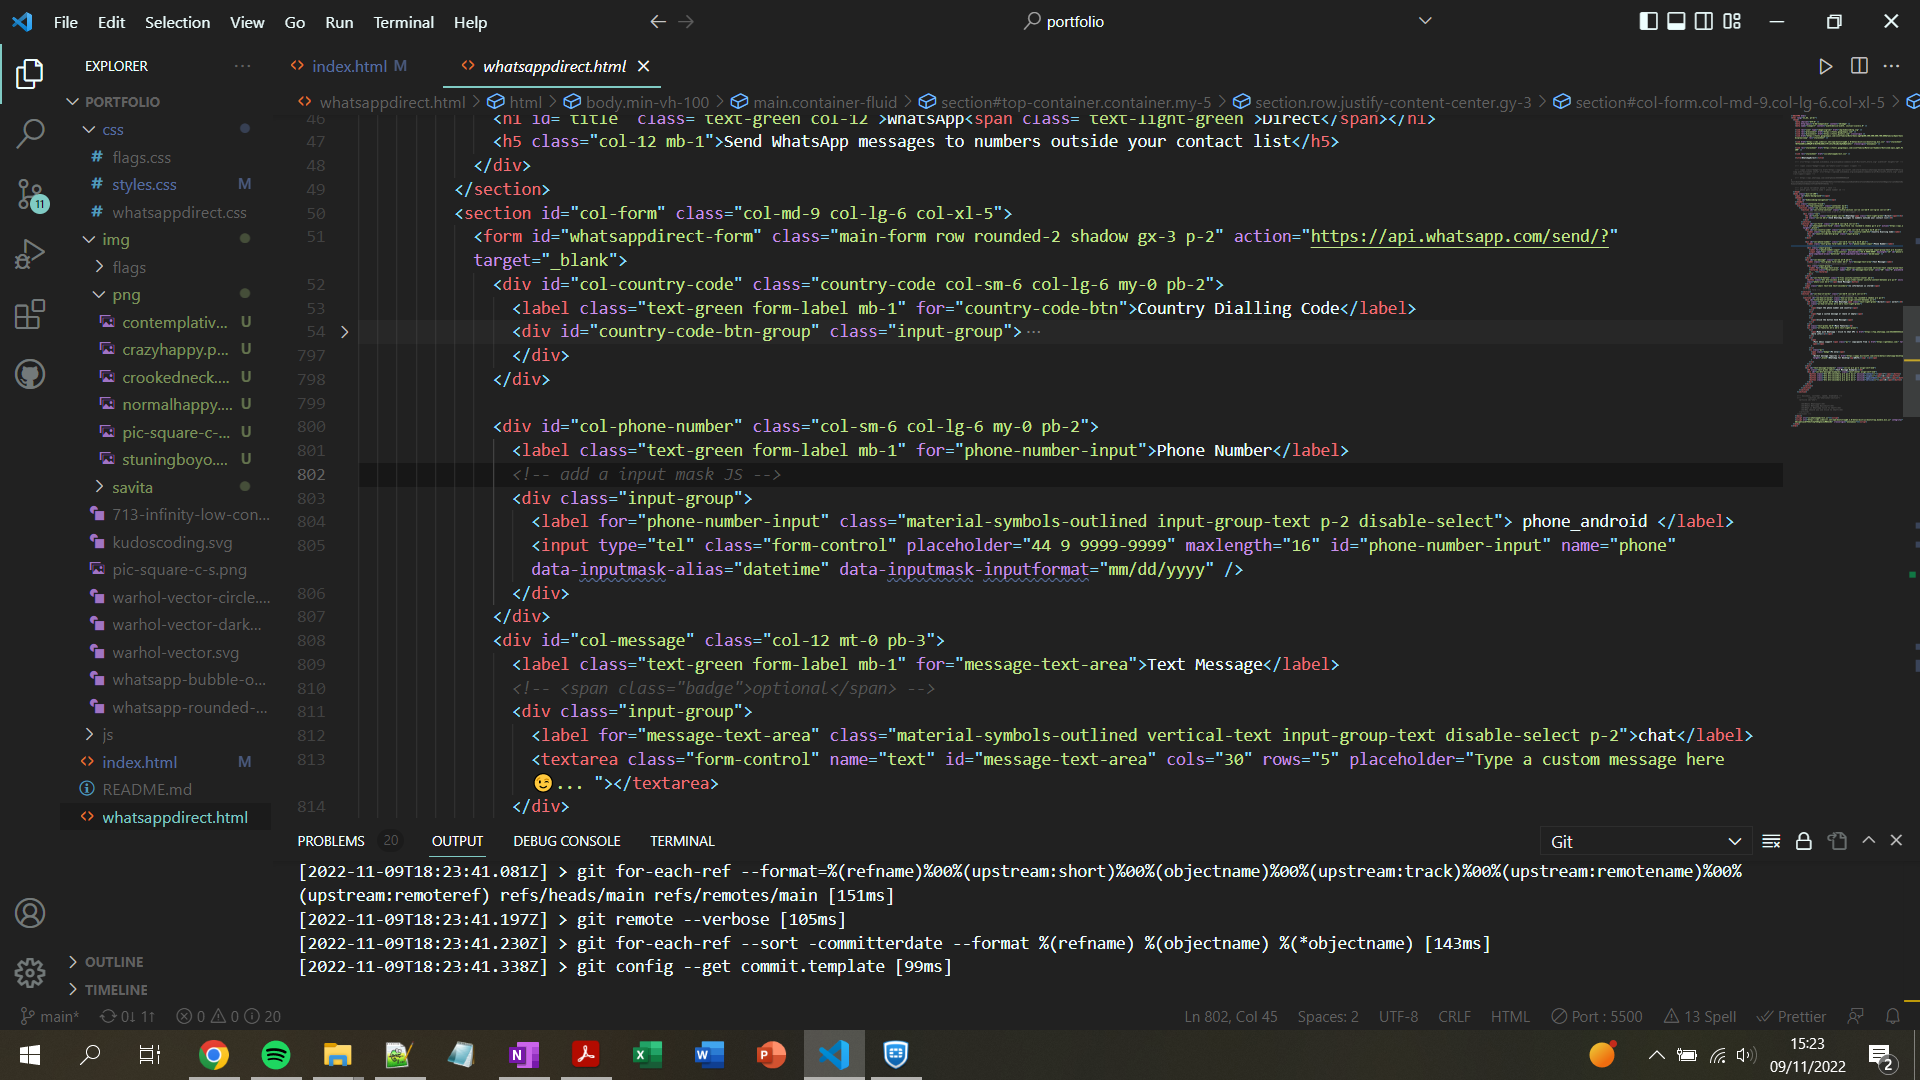 File Edit Selection View Go Run Terminal Help
portfolio
EXPLORER
index.html M
whatsappdirect.html
PORTFOLIO
whatsappdirect.html > html > body.min-vh-100 > main.container-fluid > section#top-container.container.my-5 > section.row.justify-content-center.gy-3 > section#col-form.col-md-9.col-lg-6.col-xl-5 >
css
flags.css
styles.css M
whatsappdirect.css
img
flags
png
contemplativ... U
crazyhappy.p... U
crookedneck.... U
normalhappy.... U
pic-square-c-... U
stuningboyo.... U
savita
713-infinity-low-con...
kudoscoding.svg
pic-square-c-s.png
warhol-vector-circle....
warhol-vector-dark...
warhol-vector.svg
whatsapp-bubble-o...
whatsapp-rounded-...
js
index.html M
README.md
whatsappdirect.html
11
OUTLINE
TIMELINE
46 <h1 id="title" class="text-green col-12">WhatsApp<span class="text-light-green">Direct</span></h1>
47 <h5 class="col-12 mb-1">Send WhatsApp messages to numbers outside your contact list</h5>
48 </div>
49 </section>
50 <section id="col-form" class="col-md-9 col-lg-6 col-xl-5">
51 <form id="whatsappdirect-form" class="main-form row rounded-2 shadow gx-3 p-2" action="https://api.whatsapp.com/send/?"
target="_blank">
52 <div id="col-country-code" class="country-code col-sm-6 col-lg-6 my-0 pb-2">
53 <label class="text-green form-label mb-1" for="country-code-btn">Country Dialling Code</label>
54 <div id="country-code-btn-group" class="input-group"> ...
797 </div>
798 </div>
799
800 <div id="col-phone-number" class="col-sm-6 col-lg-6 my-0 pb-2">
801 <label class="text-green form-label mb-1" for="phone-number-input">Phone Number</label>
802 <!-- add a input mask JS -->
803 <div class="input-group">
804 <label for="phone-number-input" class="material-symbols-outlined input-group-text p-2 disable-select"> phone_android </label>
805 <input type="tel" class="form-control" placeholder="44 9 9999-9999" maxlength="16" id="phone-number-input" name="phone"
data-inputmask-alias="datetime" data-inputmask-inputformat="mm/dd/yyyy" />
806 </div>
807 </div>
808 <div id="col-message" class="col-12 mt-0 pb-3">
809 <label class="text-green form-label mb-1" for="message-text-area">Text Message</label>
810 <!-- <span class="badge">optional</span> -->
811 <div class="input-group">
812 <label for="message-text-area" class="material-symbols-outlined vertical-text input-group-text disable-select p-2">chat</label>
813 <textarea class="form-control" name="text" id="message-text-area" cols="30" rows="5" placeholder="Type a custom message here
😉... "></textarea>
814 </div>
PROBLEMS 20 OUTPUT DEBUG CONSOLE TERMINAL Git
[2022-11-09T18:23:41.081Z] > git for-each-ref --format=%(refname)%00%(upstream:short)%00%(objectname)%00%(upstream:track)%00%(upstream:remotename)%00%
(upstream:remoteref) refs/heads/main refs/remotes/main [151ms]
[2022-11-09T18:23:41.197Z] > git remote --verbose [105ms]
[2022-11-09T18:23:41.230Z] > git for-each-ref --sort -committerdate --format %(refname) %(objectname) %(*objectname) [143ms]
[2022-11-09T18:23:41.338Z] > git config --get commit.template [99ms]
main* 0↓ 1↑ 0 0 20 Ln 802, Col 45 Spaces: 2 UTF-8 CRLF HTML Port : 5500 13 Spell Prettier
15:23
09/11/2022
2